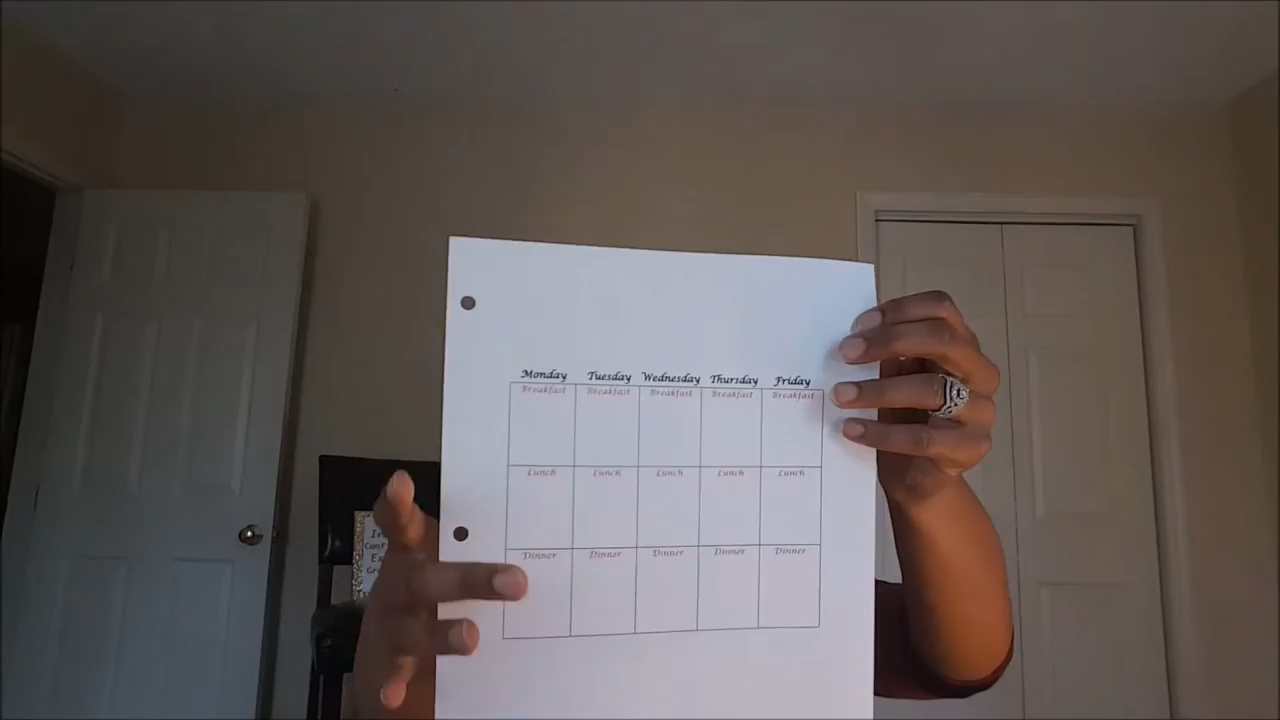 Monday Tuesday Wednesday Thursday Friday
Breakfast Breakfast Breakfast Breakfast Breakfast
Lunch Lunch Lunch Lunch Lunch
Dinner Dinner Dinner Dinner Dinner